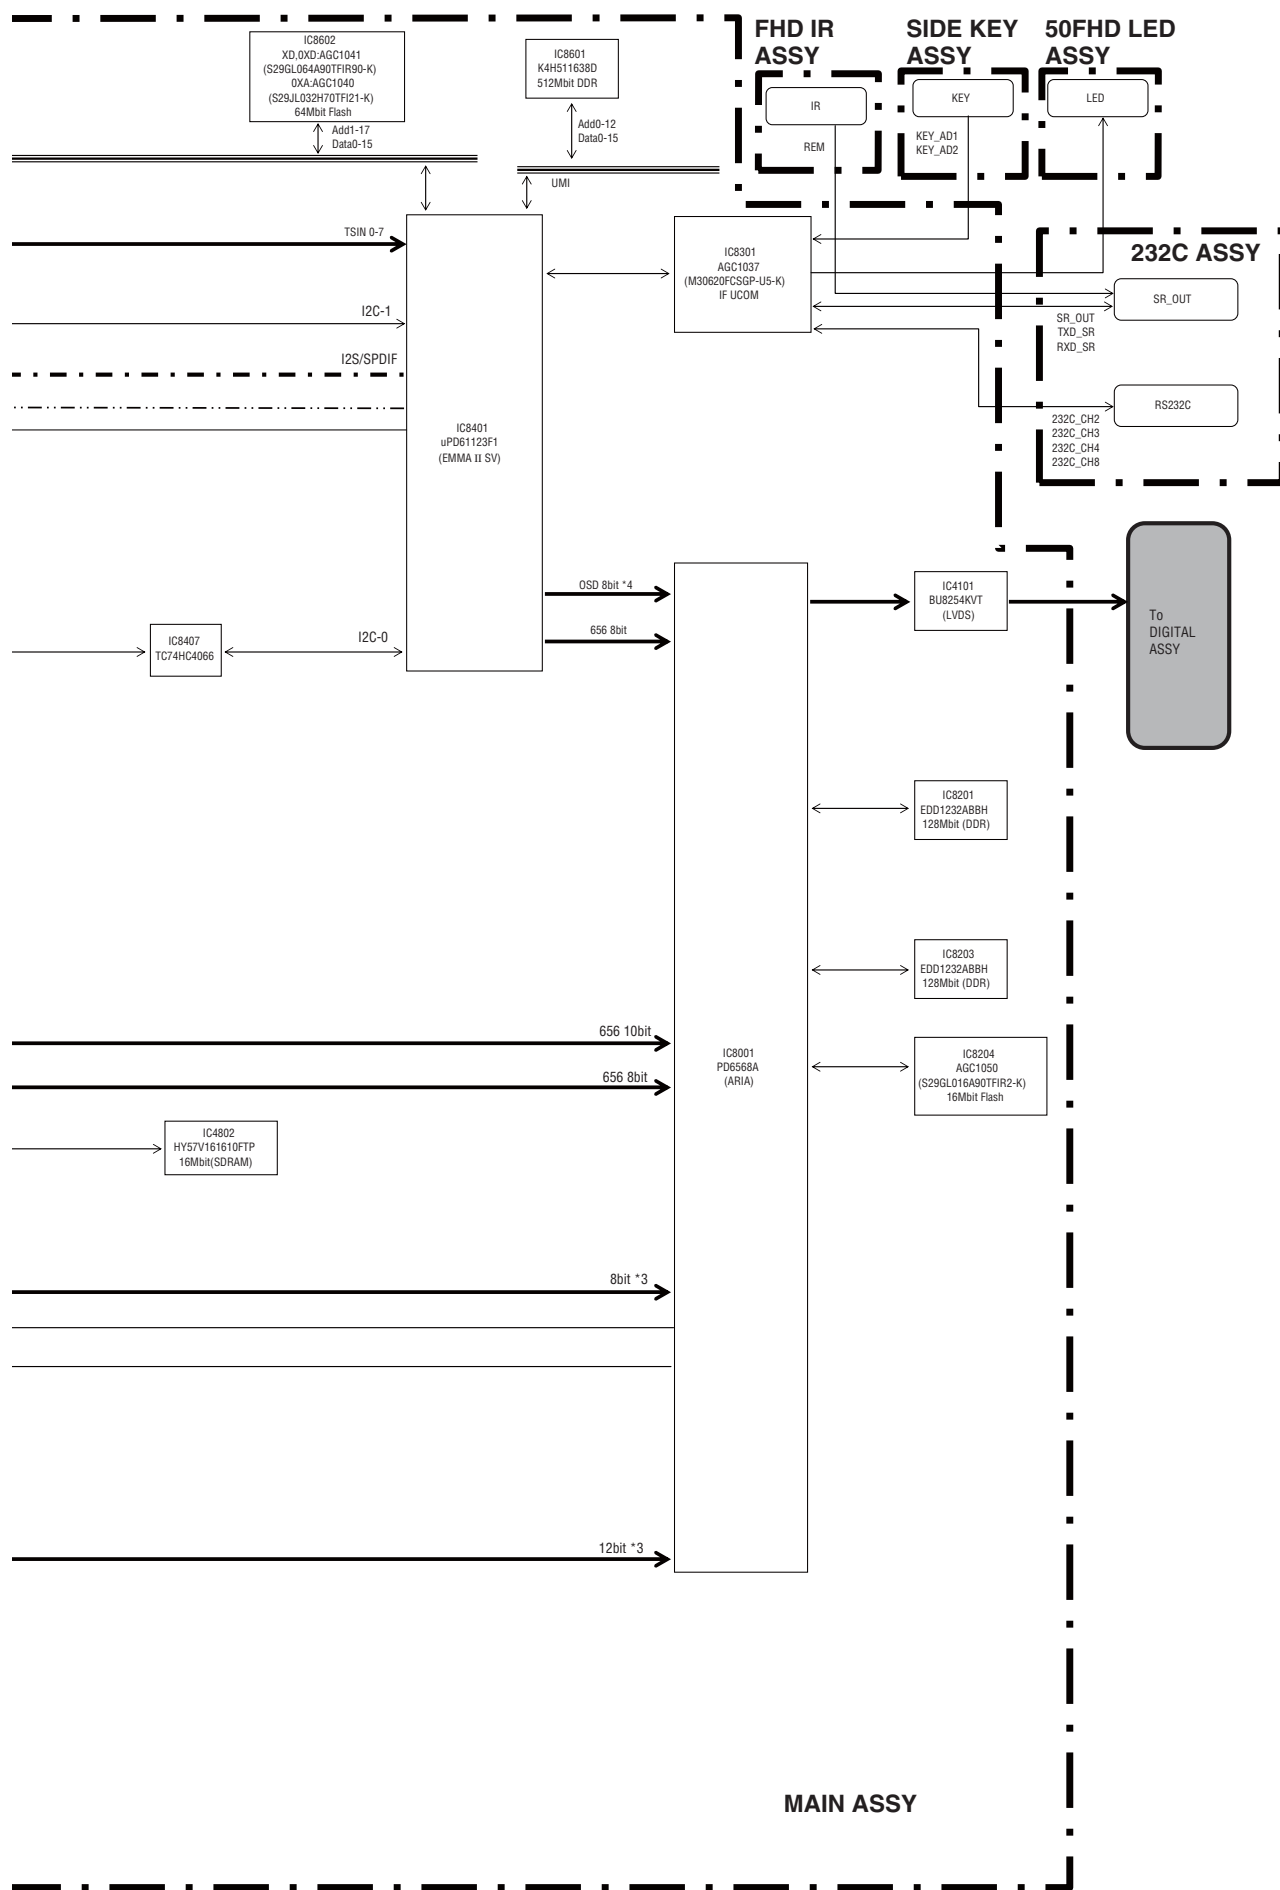 FHD IR
ASSY
SIDE KEY
ASSY
50FHD LED
ASSY
IC8602
XD,0XD:AGC1041
(S29GL064A90TFIR90-K)
0XA:AGC1040
(S29JL032H70TFI21-K)
64Mbit Flash
IC8601
K4H511638D
512Mbit DDR
IR
KEY
LED
Add1-17
Data0-15
Add0-12
Data0-15
REM
KEY_AD1
KEY_AD2
UMI
TSIN 0-7
IC8301
AGC1037
(M30620FCSGP-U5-K)
IF UCOM
232C ASSY
SR_OUT
I2C-1
SR_OUT
TXD_SR
RXD_SR
I2S/SPDIF
RS232C
IC8401
uPD61123F1
(EMMA II SV)
232C_CH2
232C_CH3
232C_CH4
232C_CH8
OSD 8bit *4
656 8bit
IC4101
BU8254KVT
(LVDS)
To
DIGITAL
ASSY
IC8407
TC74HC4066
I2C-0
IC8201
EDD1232ABBH
128Mbit (DDR)
IC8203
EDD1232ABBH
128Mbit (DDR)
656 10bit
656 8bit
IC8001
PD6568A
(ARIA)
IC8204
AGC1050
(S29GL016A90TFIR2-K)
16Mbit Flash
IC4802
HY57V161610FTP
16Mbit(SDRAM)
8bit *3
12bit *3
MAIN ASSY